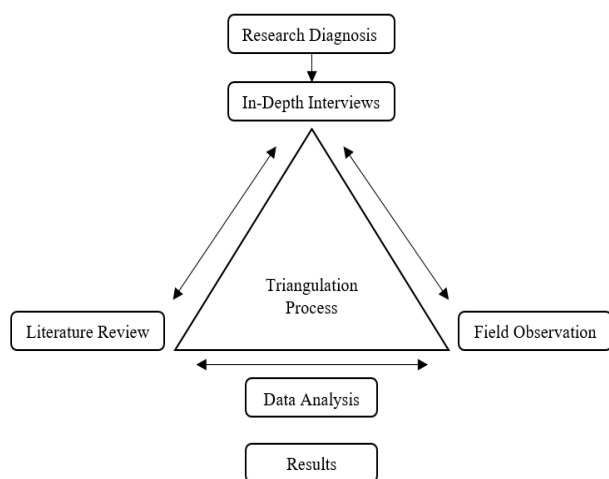 Research Diagnosis
In-Depth Interviews
Triangulation
Process
Literature Review
Field Observation
Data Analysis
Results